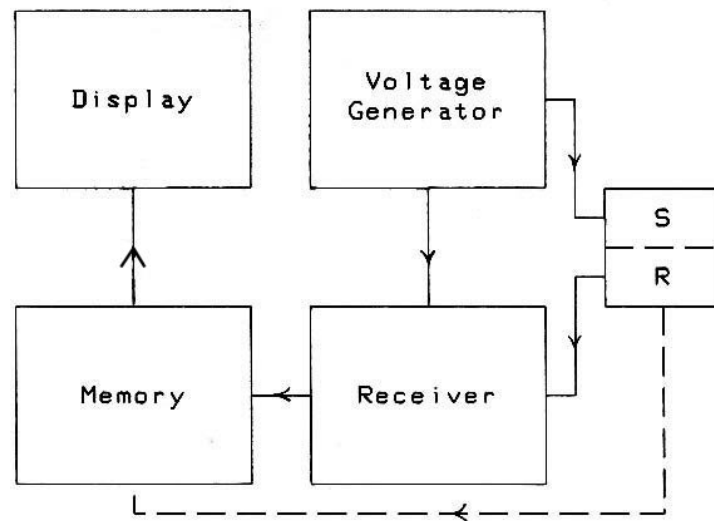 Display
Voltage
Generator
S
R
Memory
Receiver